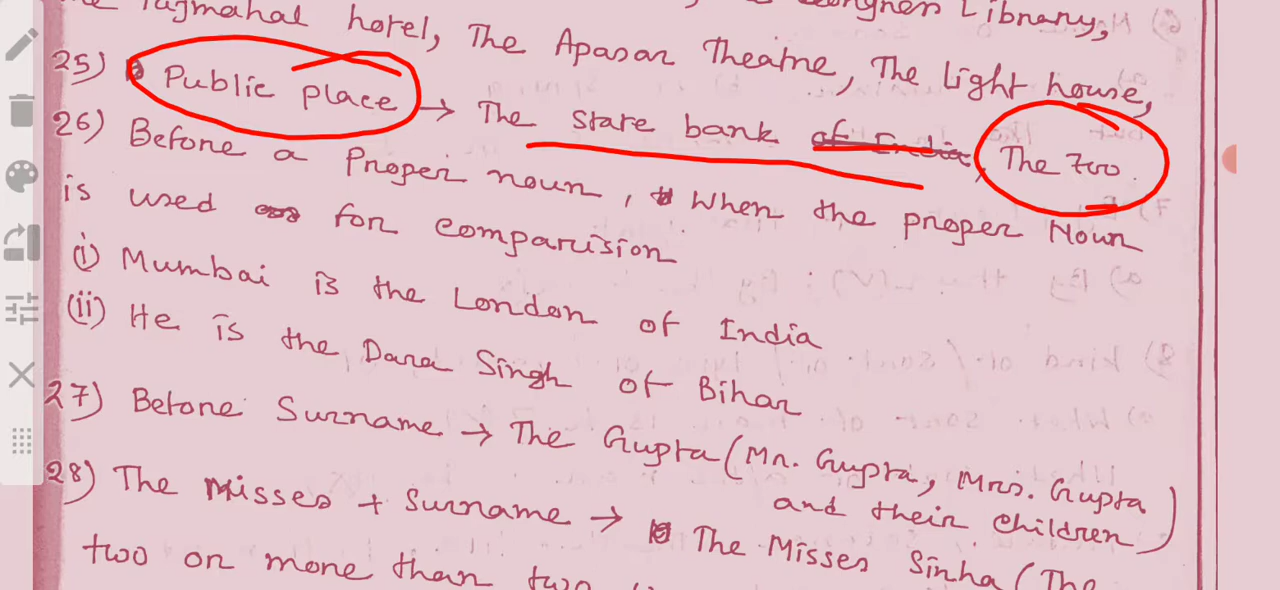 Tajmahal hotel, The Apasar Theatre, The Light house,
25) Public place → The state bank of India, The Zoo
26) Before a Proper noun, When the proper Noun
is used for comparision
(i) Mumbai is the London of India
(ii) He is the Dara Singh of Bihar
27) Before Surname → The Gupta (Mr. Gupta, Mrs. Gupta
and their children)
28) The Misses + Surname → The Misses Sinha (The
two or more than two